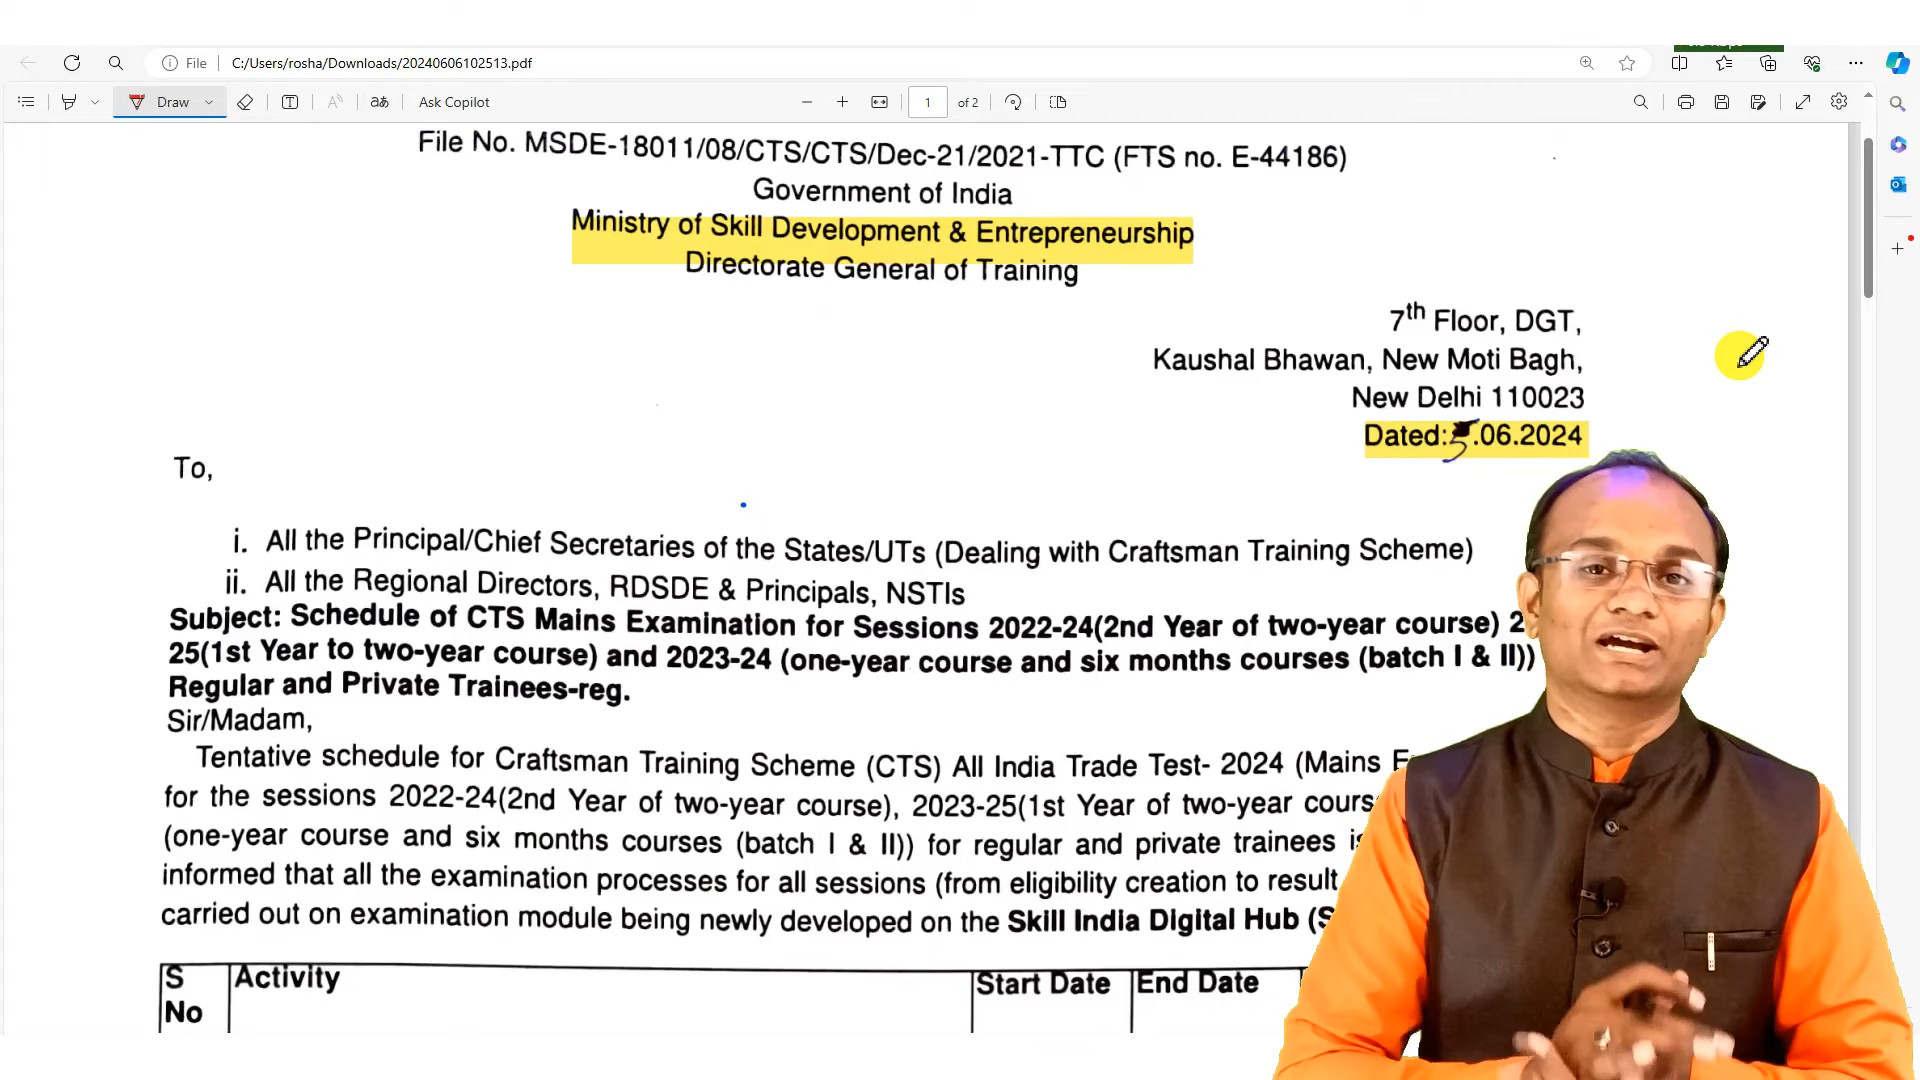 File
C:/Users/rosha/Downloads/20240606102513.pdf
Draw
Ask Copilot
1 of 2
File No. MSDE-18011/08/CTS/CTS/Dec-21/2021-TTC (FTS no. E-44186)
Government of India
Ministry of Skill Development & Entrepreneurship
Directorate General of Training
7th Floor, DGT,
Kaushal Bhawan, New Moti Bagh,
New Delhi 110023
Dated:5.06.2024
To,
i. All the Principal/Chief Secretaries of the States/UTs (Dealing with Craftsman Training Scheme)
ii. All the Regional Directors, RDSDE & Principals, NSTIs
Subject: Schedule of CTS Mains Examination for Sessions 2022-24(2nd Year of two-year course)
25(1st Year to two-year course) and 2023-24 (one-year course and six months courses (batch I & II))
Regular and Private Trainees-reg.
Sir/Madam,
Tentative schedule for Craftsman Training Scheme (CTS) All India Trade Test- 2024 (Mains
for the sessions 2022-24(2nd Year of two-year course), 2023-25(1st Year of two-year
(one-year course and six months courses (batch I & II)) for regular and private trainees
informed that all the examination processes for all sessions (from eligibility creation to result
carried out on examination module being newly developed on the Skill India Digital Hub
S No Activity Start Date End Date